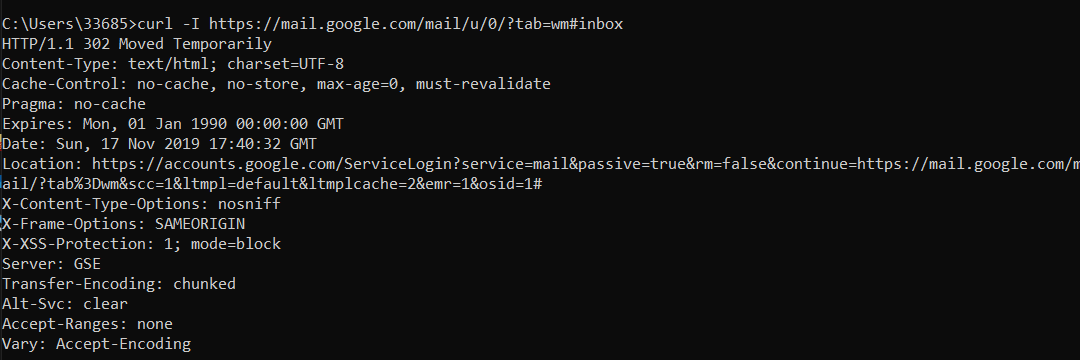 C:\Users\33685>curl -I https://mail.google.com/mail/u/0/?tab=wm#inbox
HTTP/1.1 302 Moved Temporarily
Content-Type: text/html; charset=UTF-8
Cache-Control: no-cache, no-store, max-age=0, must-revalidate
Pragma: no-cache
Expires: Mon, 01 Jan 1990 00:00:00 GMT
Date: Sun, 17 Nov 2019 17:40:32 GMT
Location: https://accounts.google.com/ServiceLogin?service=mail&passive=true&rm=false&continue=https://mail.google.com/m
ail/?tab%3Dwm&scc=1&ltmpl=default&ltmplcache=2&emr=1&osid=1#
X-Content-Type-Options: nosniff
X-Frame-Options: SAMEORIGIN
X-XSS-Protection: 1; mode=block
Server: GSE
Transfer-Encoding: chunked
Alt-Svc: clear
Accept-Ranges: none
Vary: Accept-Encoding